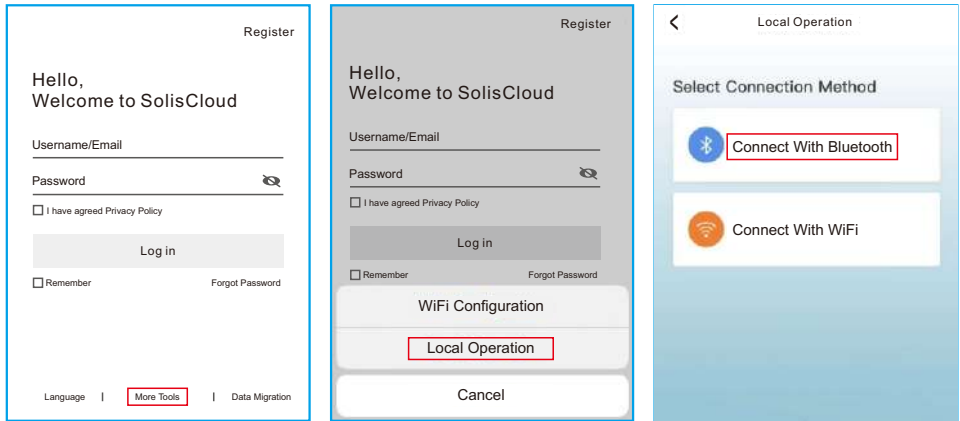 Register
Hello,
Welcome to SolisCloud
Username/Email
Password
I have agreed Privacy Policy
Log in
Remember Forgot Password
Language | More Tools | Data Migration
Register
Hello,
Welcome to SolisCloud
Username/Email
Password
I have agreed Privacy Policy
Log in
Remember Forgot Password
WiFi Configuration
Local Operation
Cancel
Local Operation
Select Connection Method
Connect With Bluetooth
Connect With WiFi